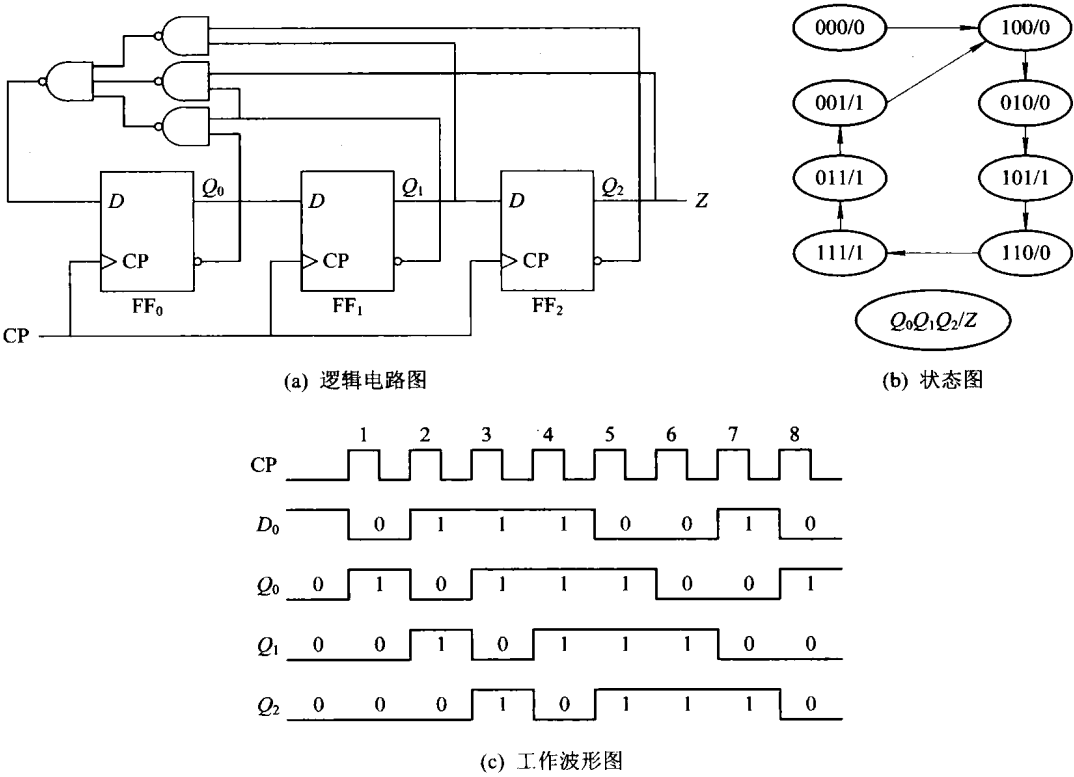 000/0 100/0
001/1 010/0
011/1 101/1
111/1 110/0
Q₀Q₁Q₂/Z
D Q₀ D Q₁ D Q₂ Z
CP CP CP
FF₀ FF₁ FF₂
CP
(a) 逻辑电路图
(b) 状态图
1 2 3 4 5 6 7 8
CP
D₀ 0 1 1 1 0 0 1 0
Q₀ 0 1 0 1 1 1 0 0 1
Q₁ 0 0 1 0 1 1 1 0 0
Q₂ 0 0 0 1 0 1 1 1 0
(c) 工作波形图